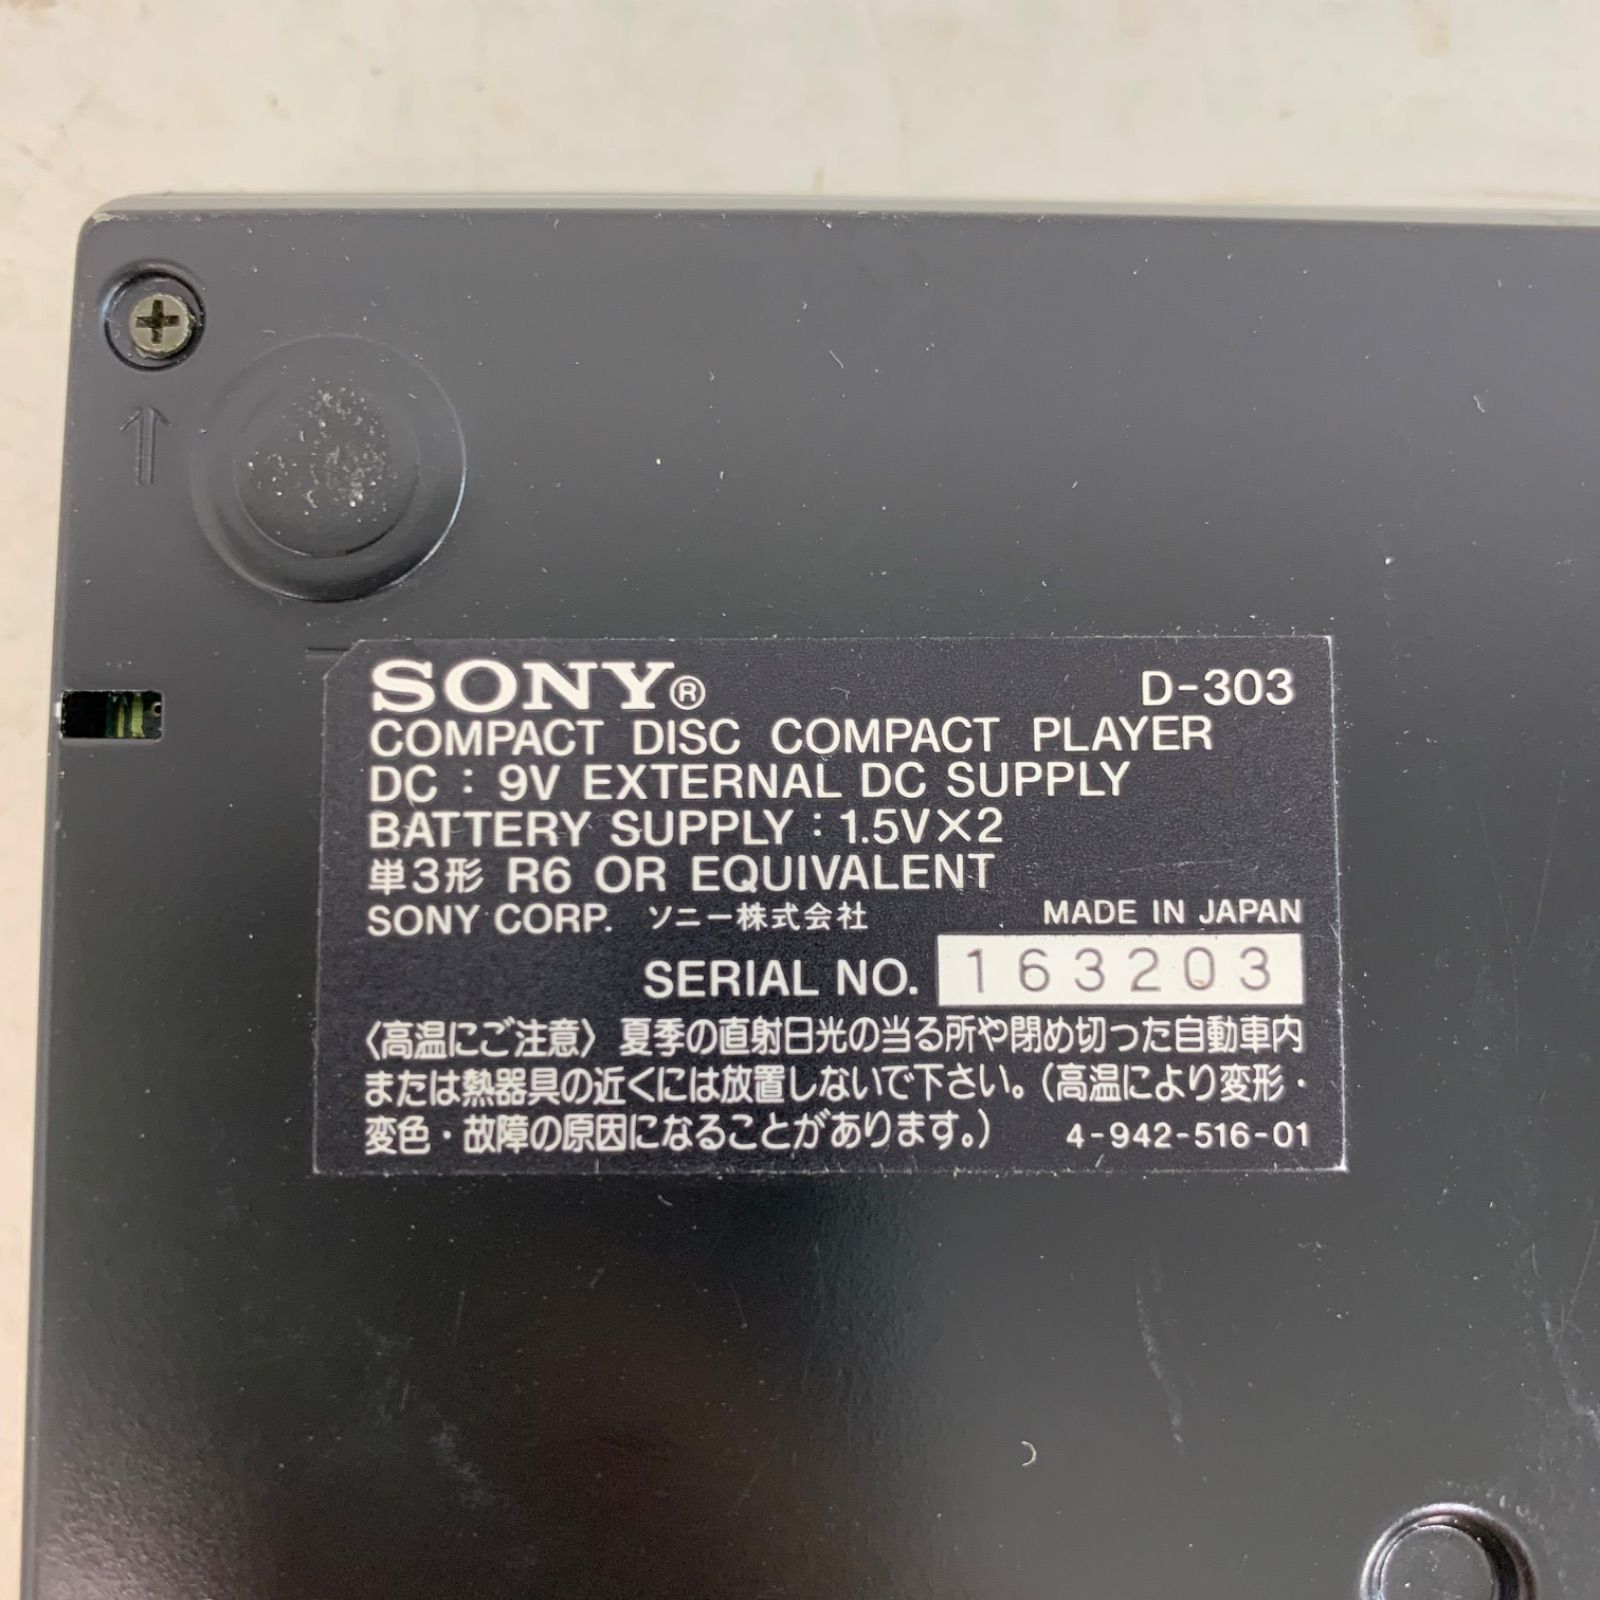 SONY® D-303
COMPACT DISC COMPACT PLAYER
DC : 9V EXTERNAL DC SUPPLY
BATTERY SUPPLY : 1.5V×2
単3形 R6 OR EQUIVALENT
SONY CORP. ソニー株式会社 MADE IN JAPAN
SERIAL NO. 163203
〈高温にご注意〉夏季の直射日光の当る所や閉め切った自動車内
または熱器具の近くには放置しないで下さい。(高温により変形・
変色・故障の原因になることがあります。) 4-942-516-01